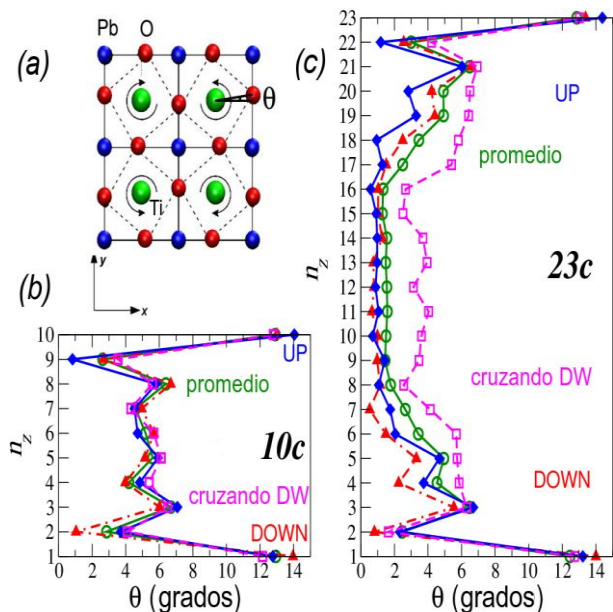 (a)
Pb O
θ
Ti
y
x
(b)
10
9
8
7
6
5
4
3
2
1
n_z
UP
promedio
10c
cruzando DW
DOWN
0 2 4 6 8 10 12 14 16
θ (grados)
(c)
23
22
21
20
19
18
17
16
15
14
13
12
11
10
9
8
7
6
5
4
3
2
1
n_z
UP
promedio
23c
cruzando DW
DOWN
0 2 4 6 8 10 12 14
θ (grados)